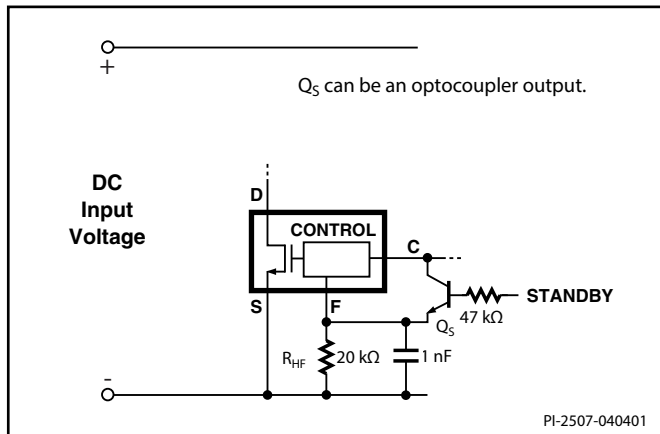 +
QS can be an optocoupler output.
DC
Input
Voltage
D
CONTROL
C
S
F
STANDBY
47 kΩ
QS
RHF
20 kΩ
1 nF
-
PI-2507-040401